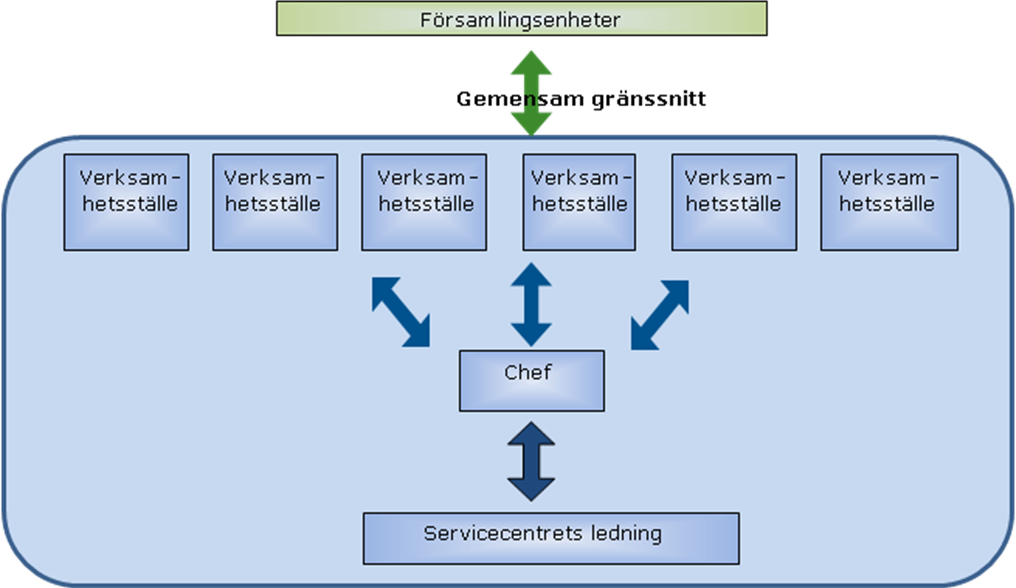 Församlingsenheter
Gemensam gränssnitt
Verksam-
hetsställe
Verksam-
hetsställe
Verksam-
hetsställe
Verksam-
hetsställe
Verksam-
hetsställe
Verksam-
hetsställe
Chef
Servicecentrets ledning